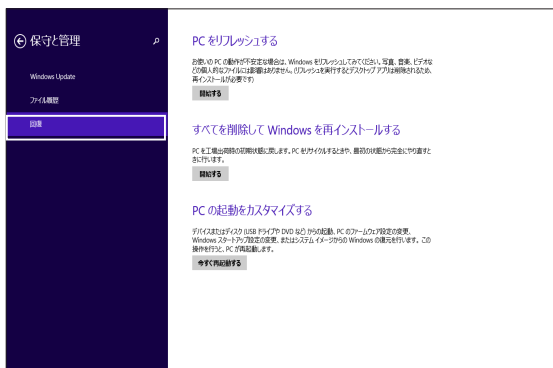 保守と管理
Windows Update
ファイル履歴
回復
PC をリフレッシュする
お使いの PC の動作が不安定な場合は、Windows をリフレッシュしてみてください。写真、音楽、ビデオな
どの個人的なファイルには影響はありません。(リフレッシュを実行するとデスクトップ アプリは削除されるため、
再インストールが必要です)
開始する
すべてを削除して Windows を再インストールする
PC を工場出荷時の初期状態に戻します。PC をリサイクルするときや、最初の状態から完全にやり直すと
きに行います。
開始する
PC の起動をカスタマイズする
デバイスまたはディスク (USB ドライブや DVD など) からの起動、PC のファームウェア設定の変更、
Windows スタートアップ設定の変更、またはシステム イメージからの Windows の復元を行います。この
操作を行うと、PC が再起動します。
今すぐ再起動する